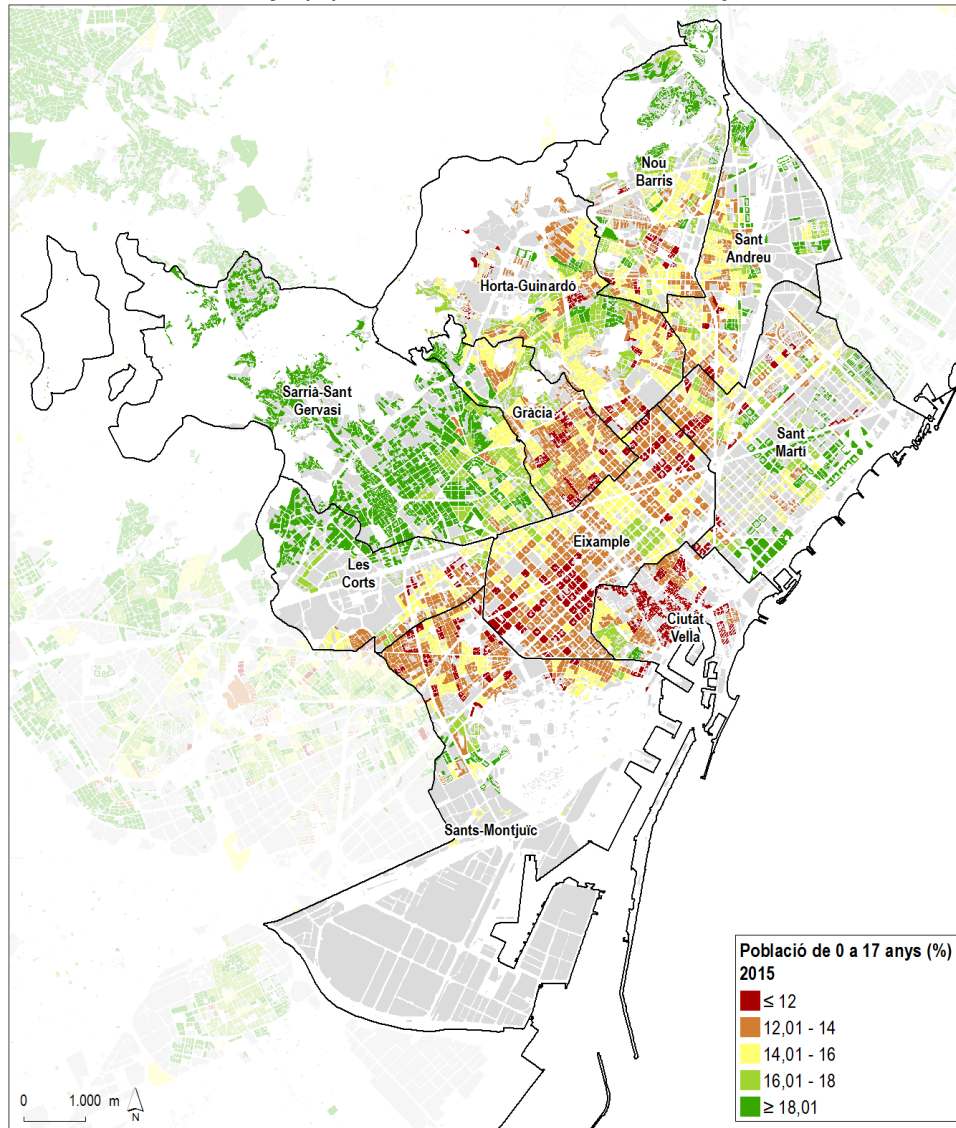 Nou
Barris
Sant
Andreu
Horta-Guinardó
Sarrià-Sant
Gervasi
Gràcia
Sant
Martí
Eixample
Les
Corts
Ciutat
Vella
Sants-Montjuïc
Població de 0 a 17 anys (%)
2015
≤ 12
12,01 - 14
14,01 - 16
16,01 - 18
≥ 18,01
0 1.000 m
N